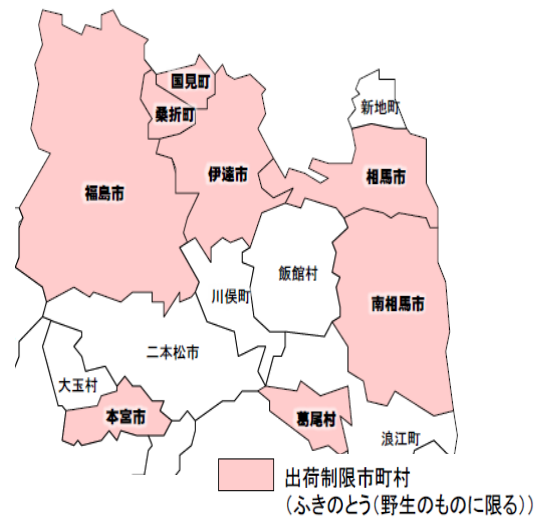 国見町
桑折町
新地町
伊達市
相馬市
福島市
飯館村
川俣町
南相馬市
二本松市
大玉村
本宮市
葛尾村
浪江町
出荷制限市町村
(ふきのとう(野生のものに限る))